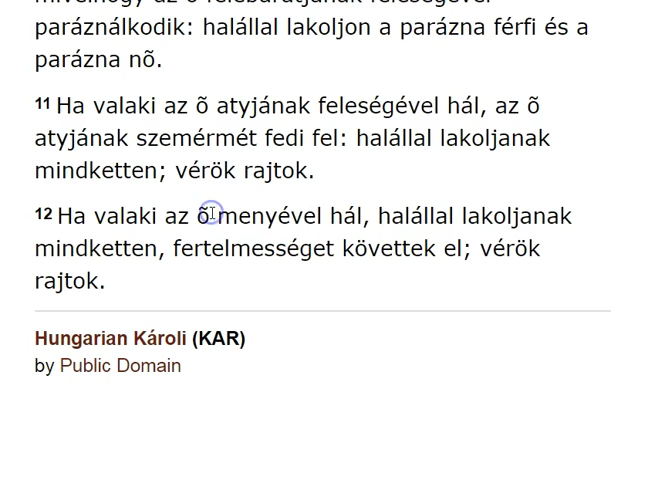 paráználkodik: halállal lakoljon a parázna férfi és a
parázna nõ.
11 Ha valaki az õ atyjának feleségével hál, az õ
atyjának szemérmét fedi fel: halállal lakoljanak
mindketten; vérök rajtok.
12 Ha valaki az õ menyével hál, halállal lakoljanak
mindketten, fertelmességet követtek el; vérök
rajtok.
Hungarian Károli (KAR)
by Public Domain